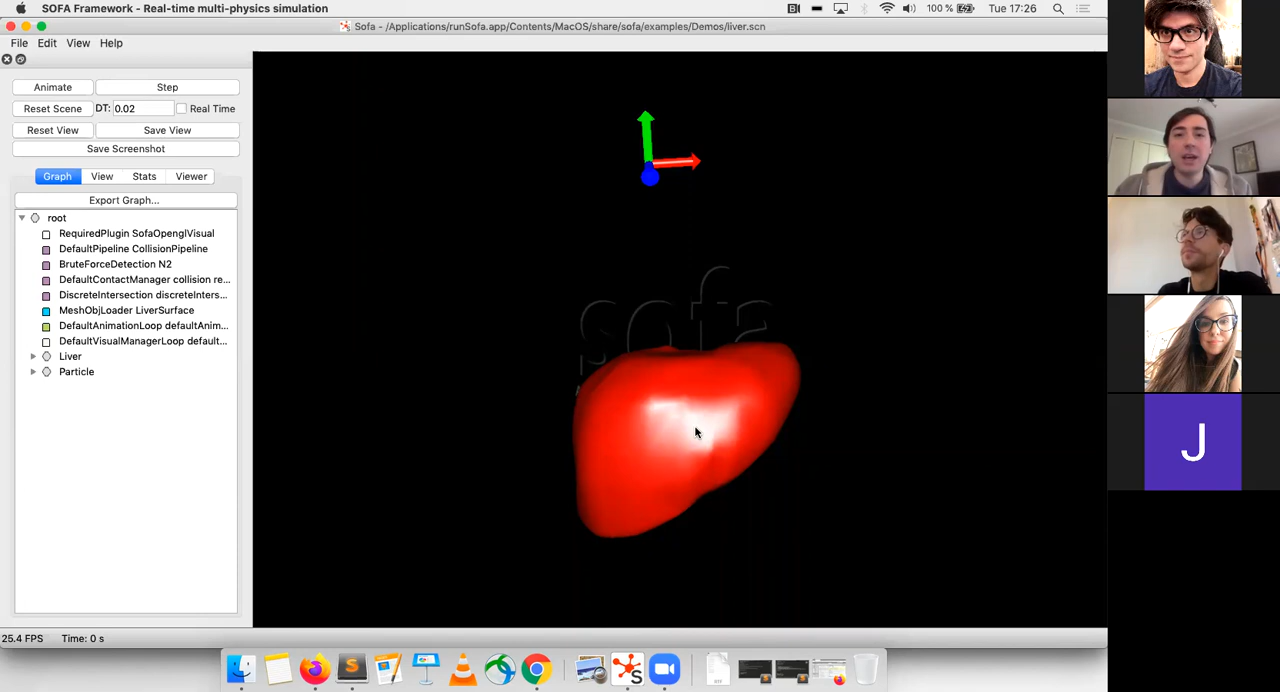 SOFA Framework - Real-time multi-physics simulation
100 %
Tue 17:26
Sofa - /Applications/runSofa.app/Contents/MacOS/share/sofa/examples/Demos/liver.scn
File Edit View Help
Animate Step
Reset Scene DT: 0.02 Real Time
Reset View Save View
Save Screenshot
Graph View Stats Viewer
Export Graph...
root
RequiredPlugin SofaOpenglVisual
DefaultPipeline CollisionPipeline
BruteForceDetection N2
DefaultContactManager collision re...
DiscreteIntersection discreteInters...
MeshObjLoader LiverSurface
DefaultAnimationLoop defaultAnim...
DefaultVisualManagerLoop default...
Liver
Particle
sofa
J
25.4 FPS Time: 0 s